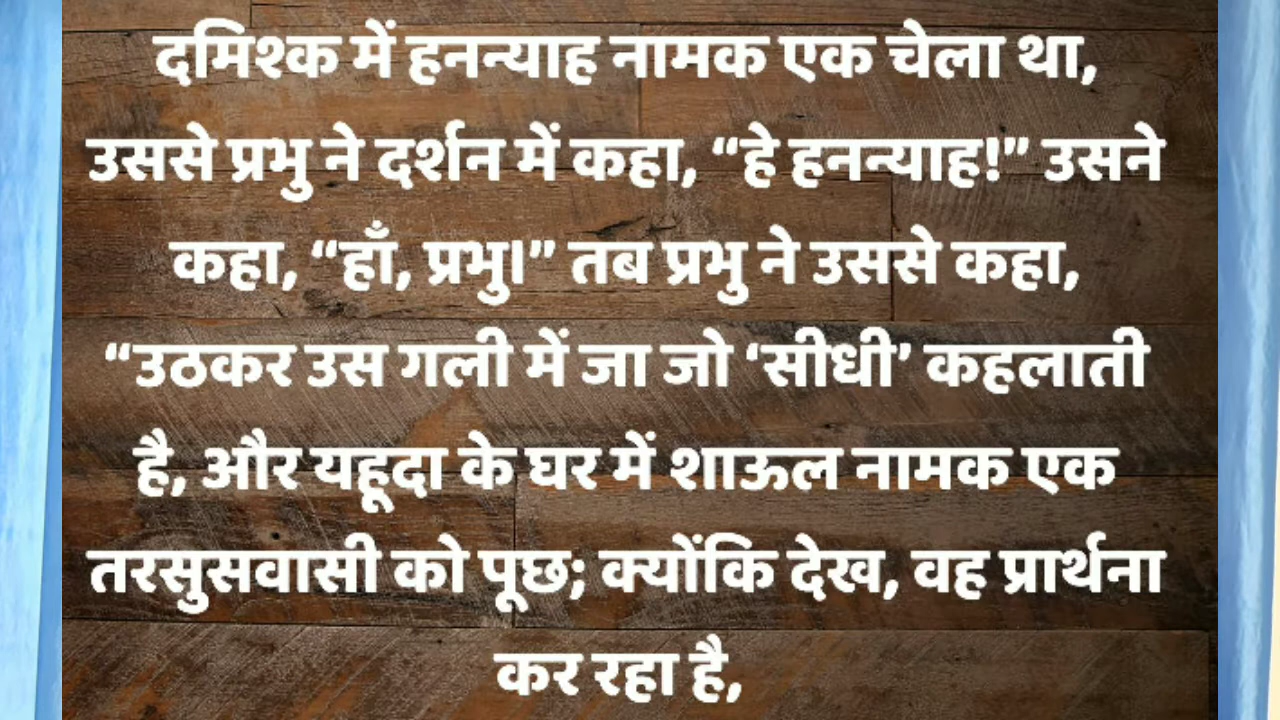 दमिश्क में हनन्याह नामक एक चेला था,
उससे प्रभु ने दर्शन में कहा, “हे हनन्याह!” उसने
कहा, “हाँ, प्रभु।” तब प्रभु ने उससे कहा,
“उठकर उस गली में जा जो ‘सीधी’ कहलाती
है, और यहूदा के घर में शाऊल नामक एक
तरसुसवासी को पूछ; क्योंकि देख, वह प्रार्थना
कर रहा है,